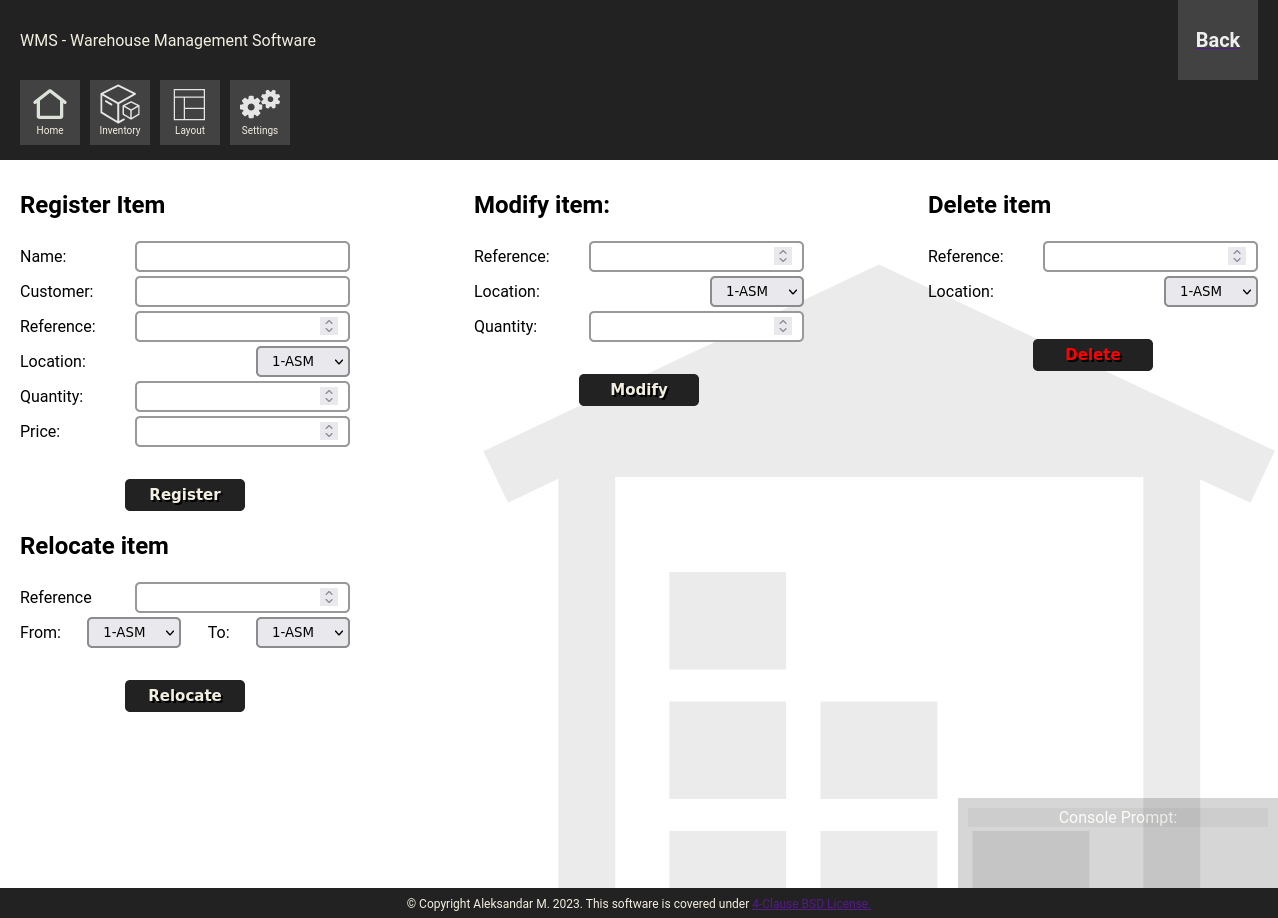 WMS - Warehouse Management Software
Back
Home
Inventory
Layout
Settings
Register Item
Name:
Customer:
Reference:
Location:
1-ASM
Quantity:
Price:
Register
Relocate item
Reference
From:
1-ASM
To:
1-ASM
Relocate
Modify item:
Reference:
Location:
1-ASM
Quantity:
Modify
Delete item
Reference:
Location:
1-ASM
Delete
Console Prompt:
© Copyright Aleksandar M. 2023. This software is covered under 4-Clause BSD License.